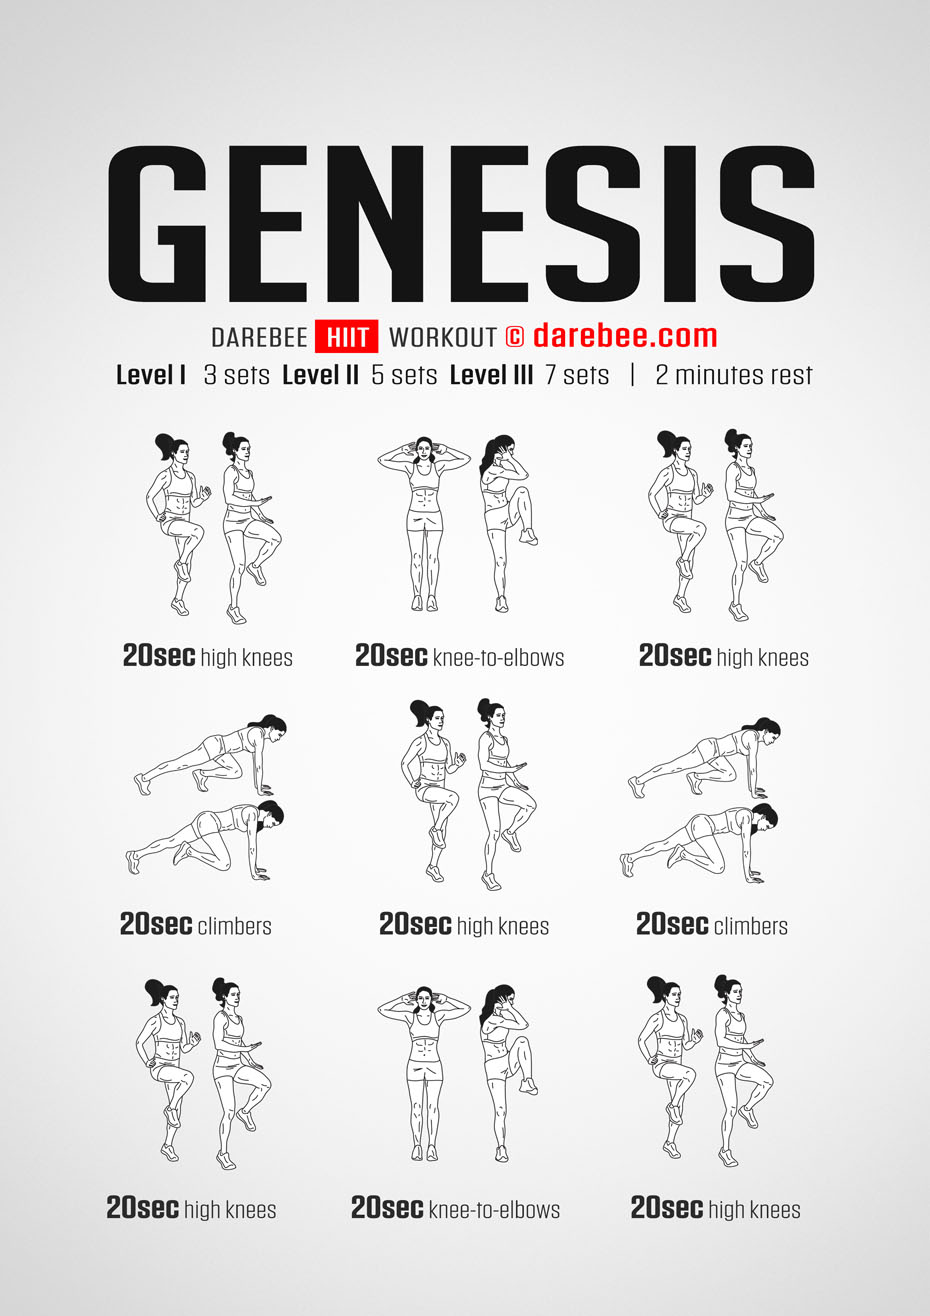 GENESIS
DAREBEE HIIT WORKOUT © darebee.com
Level I 3 sets Level II 5 sets Level III 7 sets | 2 minutes rest
20sec high knees
20sec knee-to-elbows
20sec high knees
20sec climbers
20sec high knees
20sec climbers
20sec high knees
20sec knee-to-elbows
20sec high knees